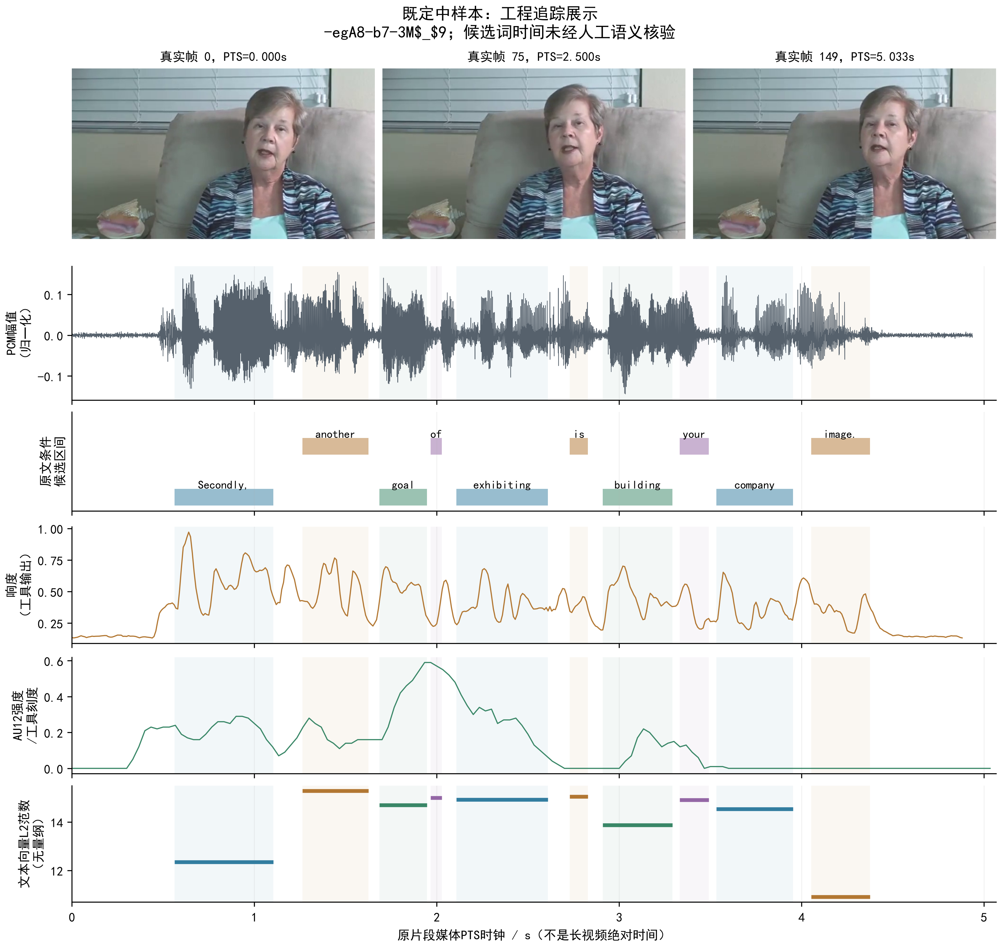 既定中样本：工程追踪展示
-egA8-b7-3M$_$9；候选词时间未经人工语义核验
真实帧 0，PTS=0.000s
真实帧 75，PTS=2.500s
真实帧 149，PTS=5.033s
PCM幅值
（归一化）
0.1
0.0
-0.1
原文条件
候选区间
another
of
is
your
image.
Secondly,
goal
exhibiting
building
company
响度
（工具输出）
1.00
0.75
0.50
0.25
AU12强度
/工具刻度
0.6
0.4
0.2
0.0
文本向量L2范数
（无量纲）
14
12
0
1
2
3
4
5
原片段媒体PTS时钟 / s（不是长视频绝对时间）